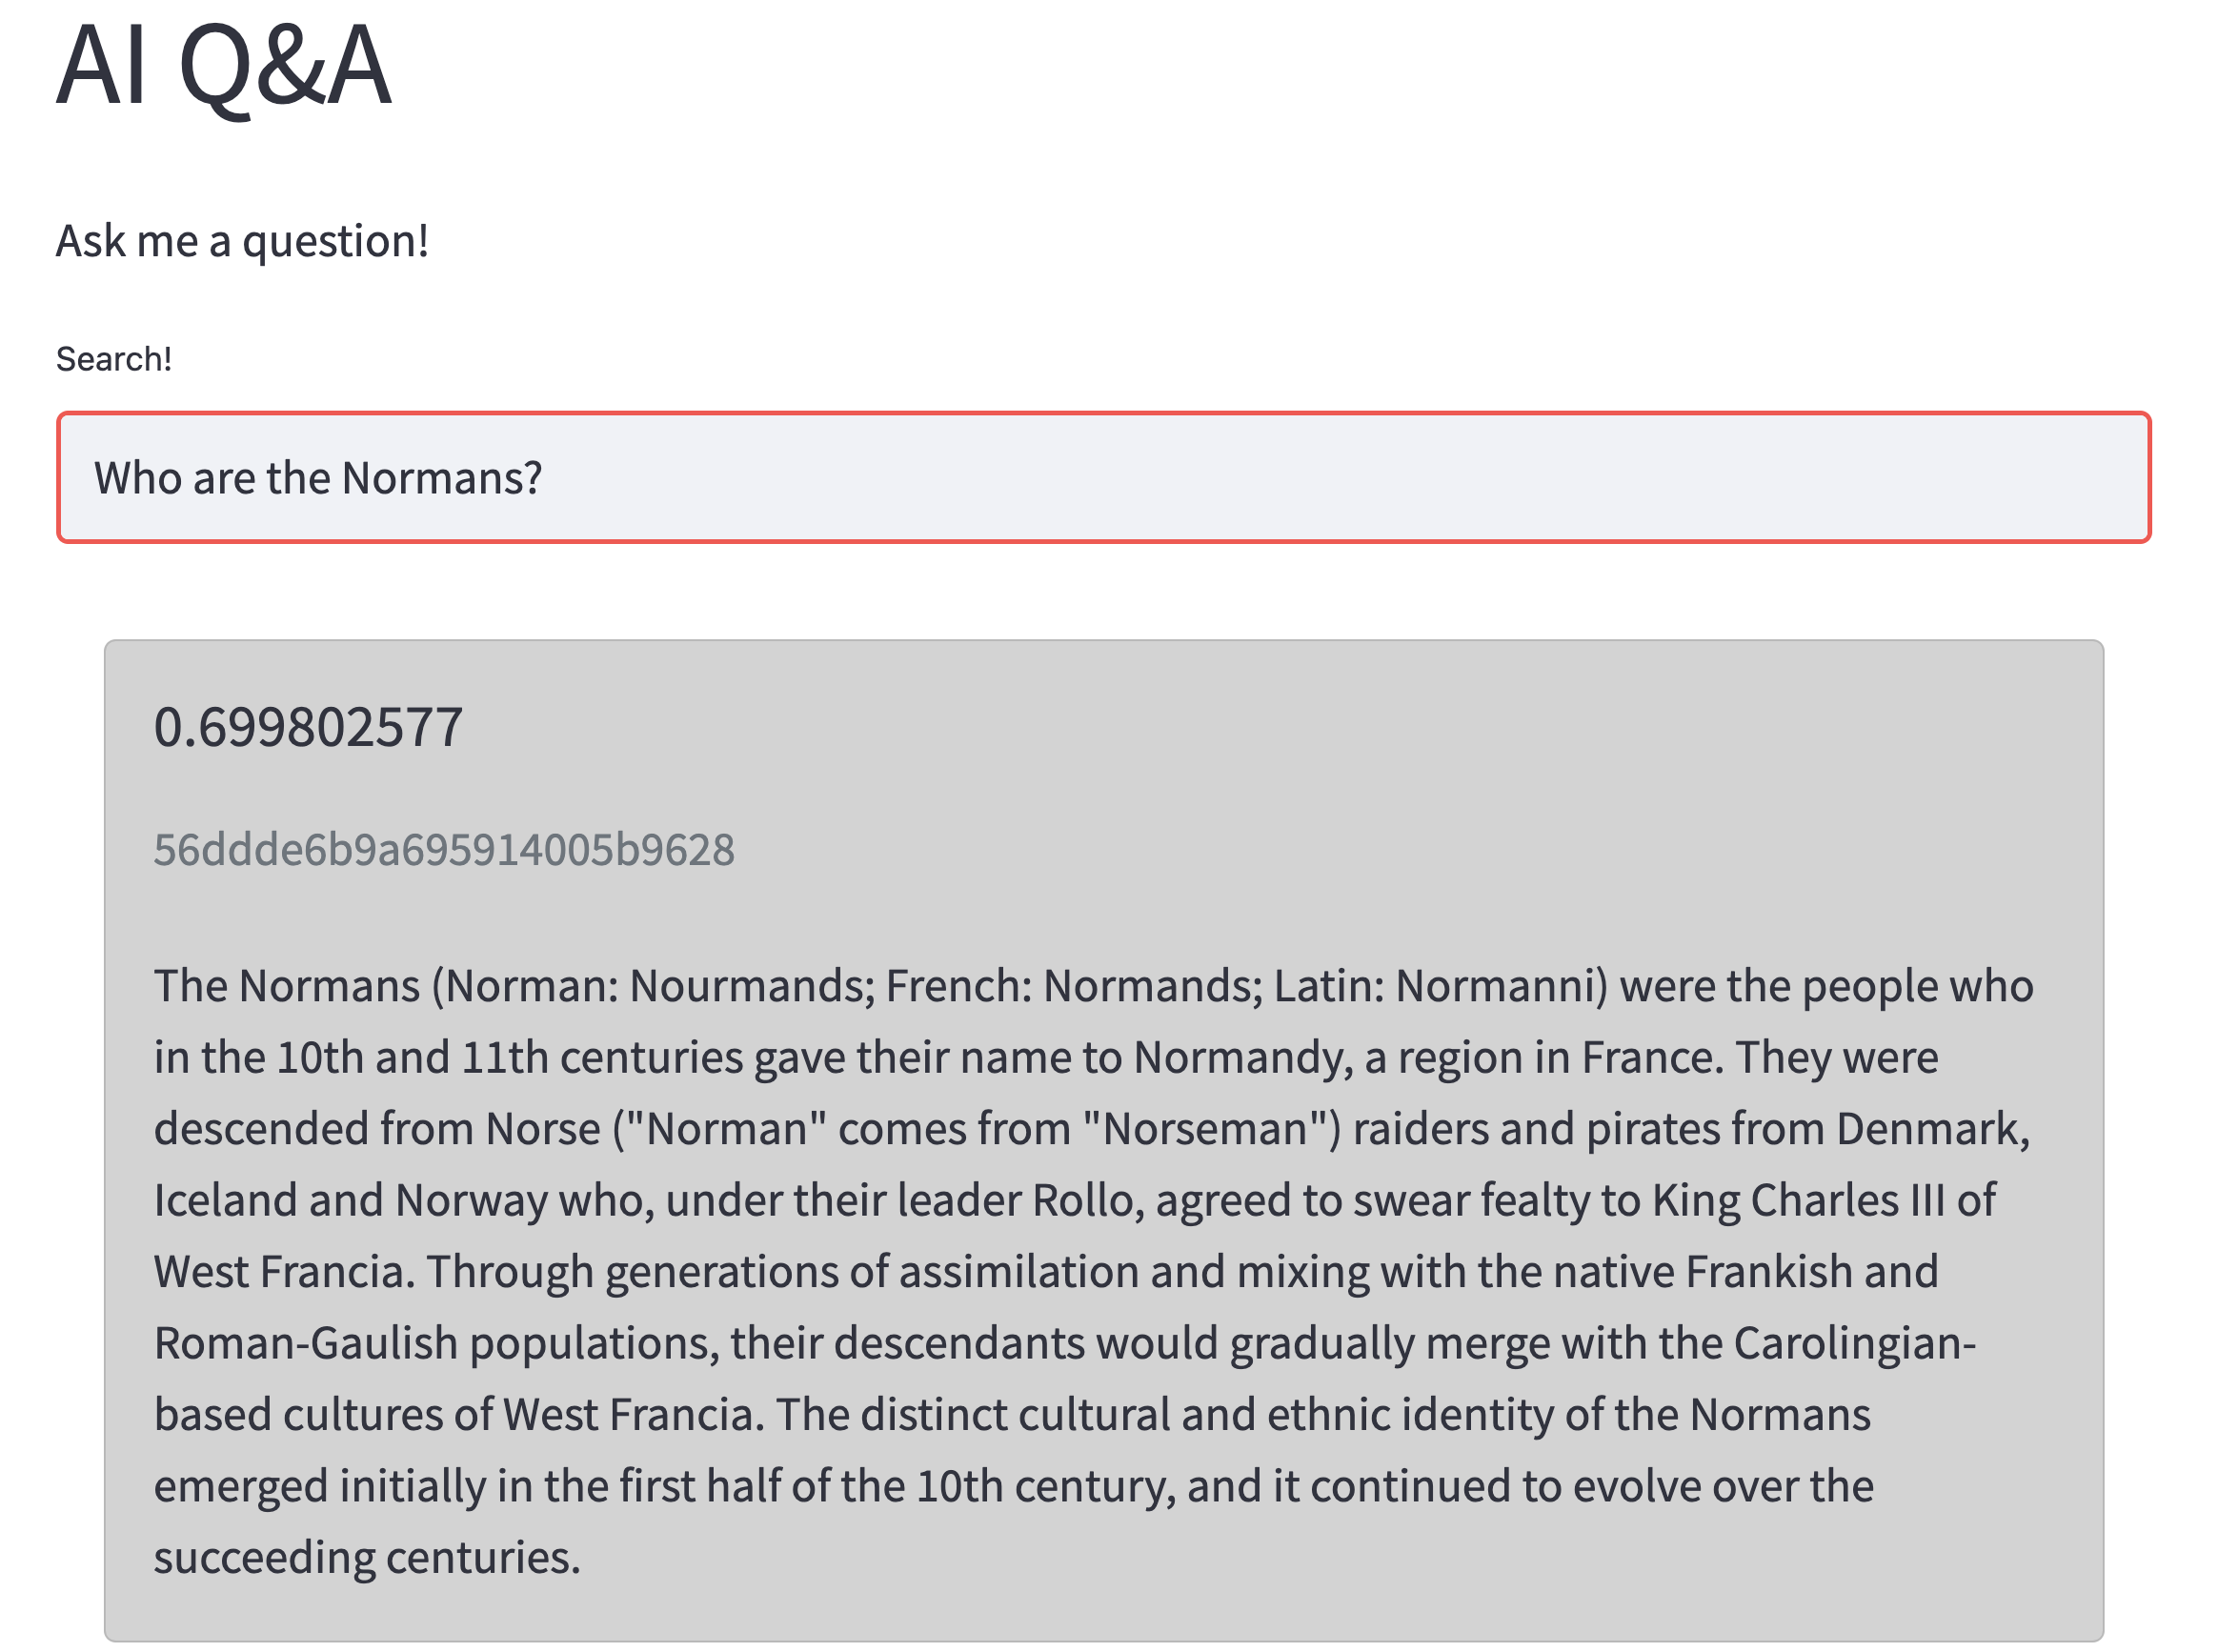 AI Q&A
Ask me a question!
Search!
Who are the Normans?
0.699802577
56ddde6b9a695914005b9628
The Normans (Norman: Nourmands; French: Normands; Latin: Normanni) were the people who
in the 10th and 11th centuries gave their name to Normandy, a region in France. They were
descended from Norse ("Norman" comes from "Norseman") raiders and pirates from Denmark,
Iceland and Norway who, under their leader Rollo, agreed to swear fealty to King Charles III of
West Francia. Through generations of assimilation and mixing with the native Frankish and
Roman-Gaulish populations, their descendants would gradually merge with the Carolingian-
based cultures of West Francia. The distinct cultural and ethnic identity of the Normans
emerged initially in the first half of the 10th century, and it continued to evolve over the
succeeding centuries.